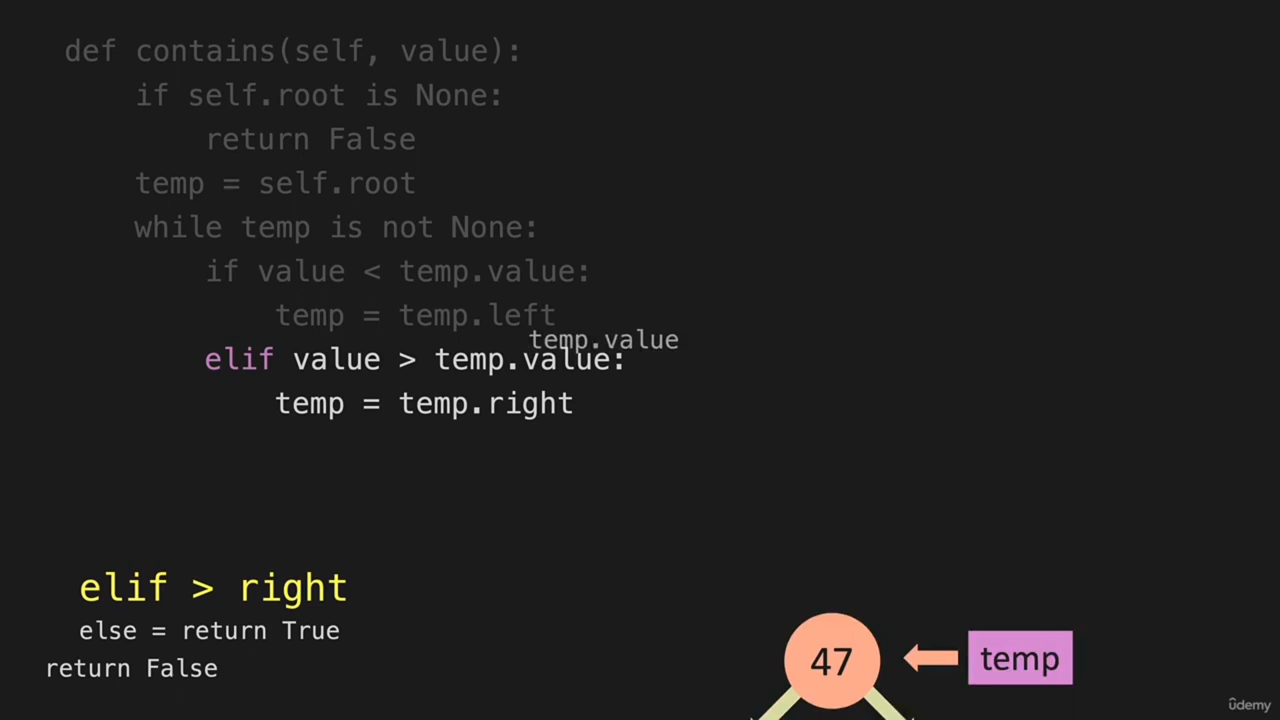 def contains(self, value):
    if self.root is None:
        return False
    temp = self.root
    while temp is not None:
        if value < temp.value:
            temp = temp.left
temp.value
        elif value > temp.value:
            temp = temp.right
elif > right
else = return True
return False
47
temp
ûdemy